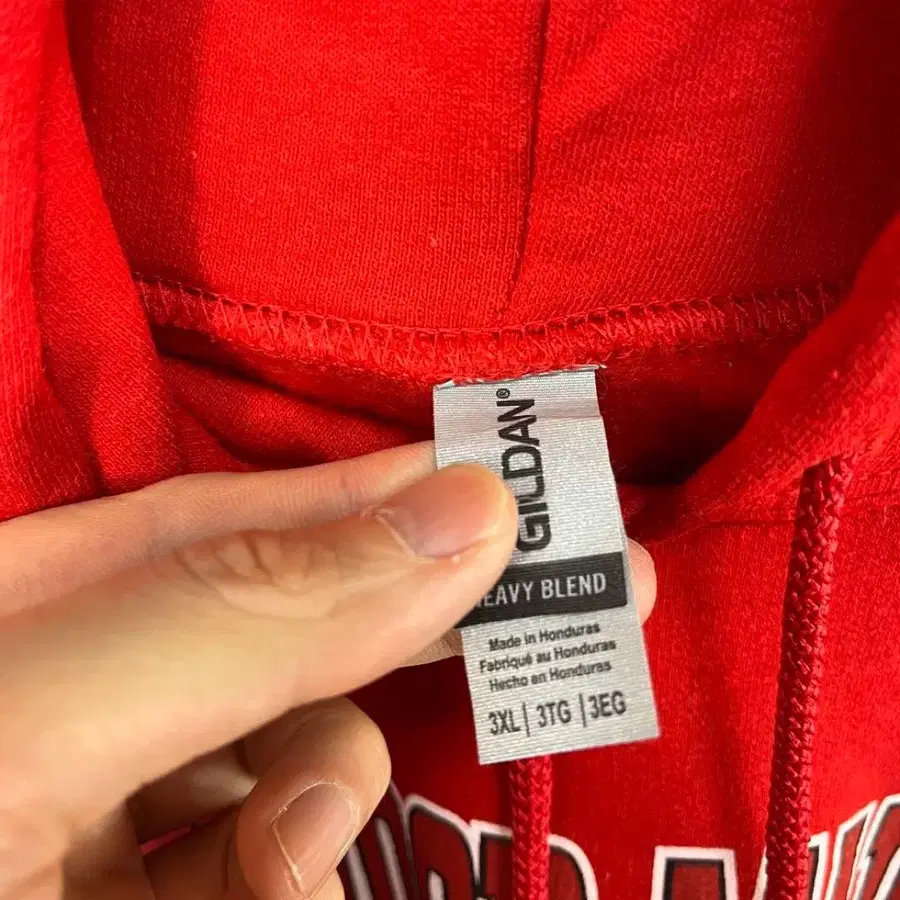 GILDAN®
HEAVY BLEND
Made in Honduras
Fabriqué au Honduras
Hecho en Honduras
3XL | 3TG | 3EG